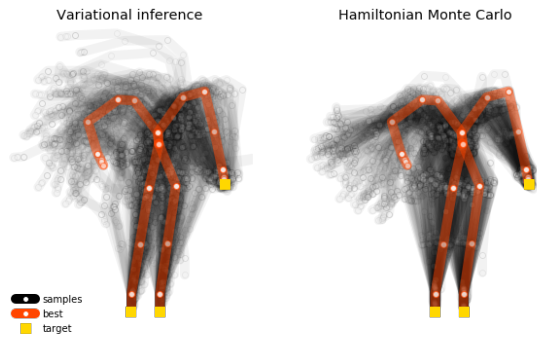 Variational inference
Hamiltonian Monte Carlo
samples
best
target